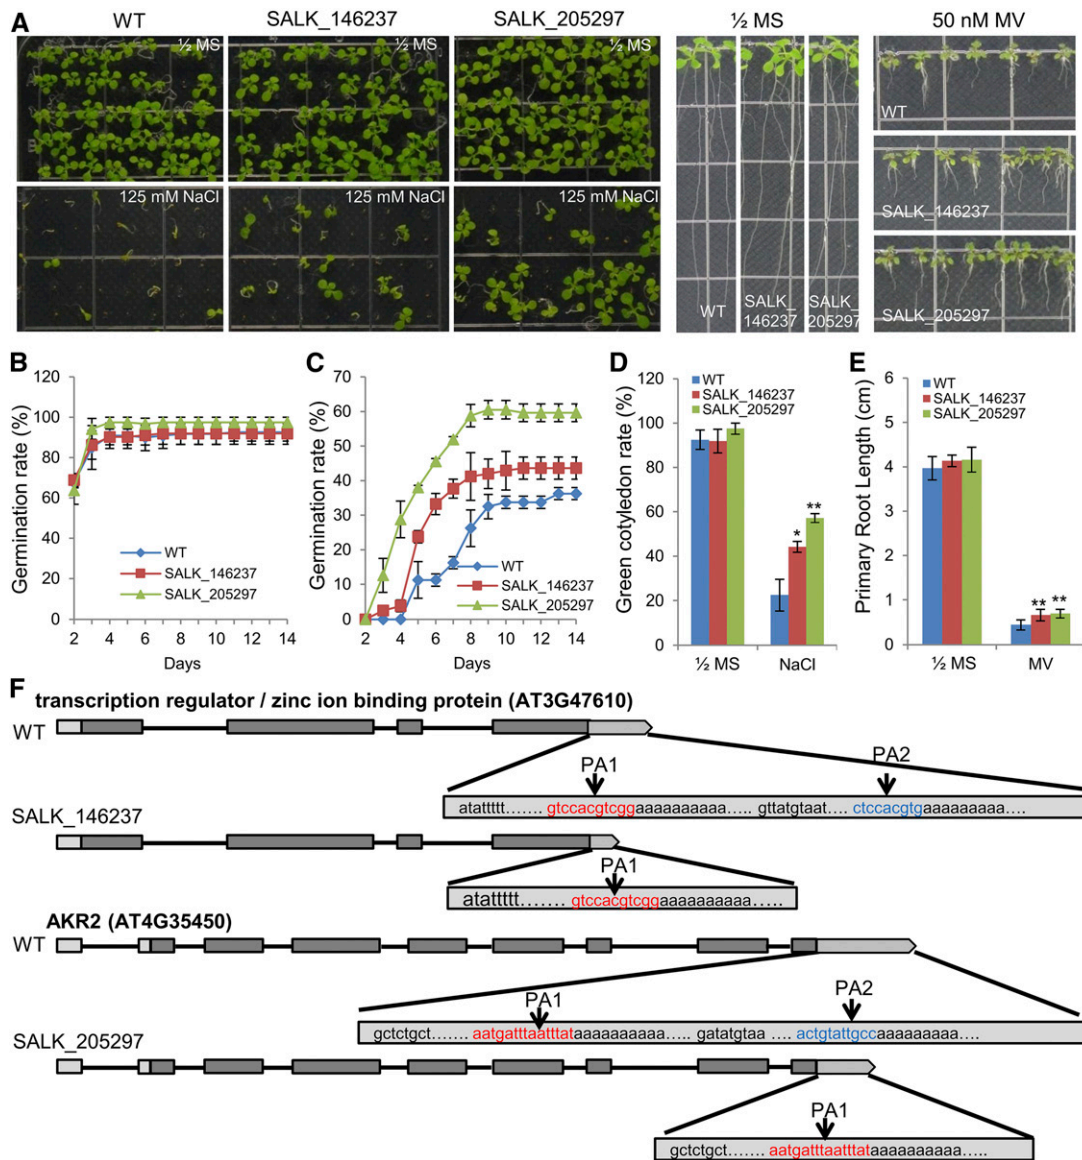 A
WT
SALK_146237
SALK_205297
½ MS
50 nM MV
½ MS
½ MS
½ MS
125 mM NaCl
125 mM NaCl
125 mM NaCl
WT
SALK_
146237
SALK_
205297
WT
SALK_146237
SALK_205297
B
Germination rate (%)
120
100
80
60
40
20
0
WT
SALK_146237
SALK_205297
2 4 6 8 10 12 14
Days
C
Germination rate (%)
70
60
50
40
30
20
10
0
WT
SALK_146237
SALK_205297
2 4 6 8 10 12 14
Days
D
Green cotyledon rate (%)
WT
SALK_146237
SALK_205297
120
100
80
60
40
20
0
* **
½ MS NaCl
E
Primary Root Length (cm)
WT
SALK_146237
SALK_205297
6
5
4
3
2
1
0
** **
½ MS MV
F
transcription regulator / zinc ion binding protein (AT3G47610)
WT
PA1 PA2
atattttt……. gtccacgtcggaaaaaaaaaa….. gttatgtaat…. ctccacgtgaaaaaaaaa….
SALK_146237
PA1
atattttt……. gtccacgtcggaaaaaaaaaa…..
AKR2 (AT4G35450)
WT
PA1 PA2
gctctgct……. aatgatttaatttataaaaaaaaaa…. gatatgtaa …. actgtattgccaaaaaaaaa….
SALK_205297
PA1
gctctgct……. aatgatttaatttataaaaaaaaaa…..